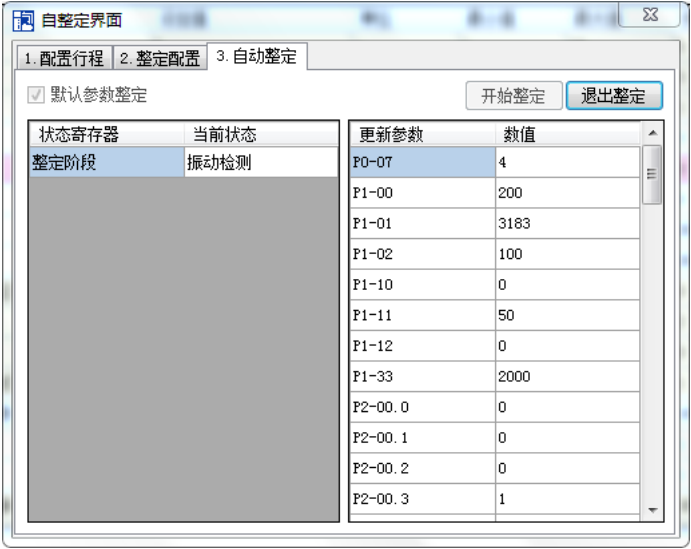 自整定界面
1.配置行程 2.整定配置 3.自动整定
默认参数整定 开始整定 退出整定
状态寄存器 当前状态 更新参数 数值
整定阶段 振动检测 P0-07 4
P1-00 200
P1-01 3183
P1-02 100
P1-10 0
P1-11 50
P1-12 0
P1-33 2000
P2-00.0 0
P2-00.1 0
P2-00.2 0
P2-00.3 1